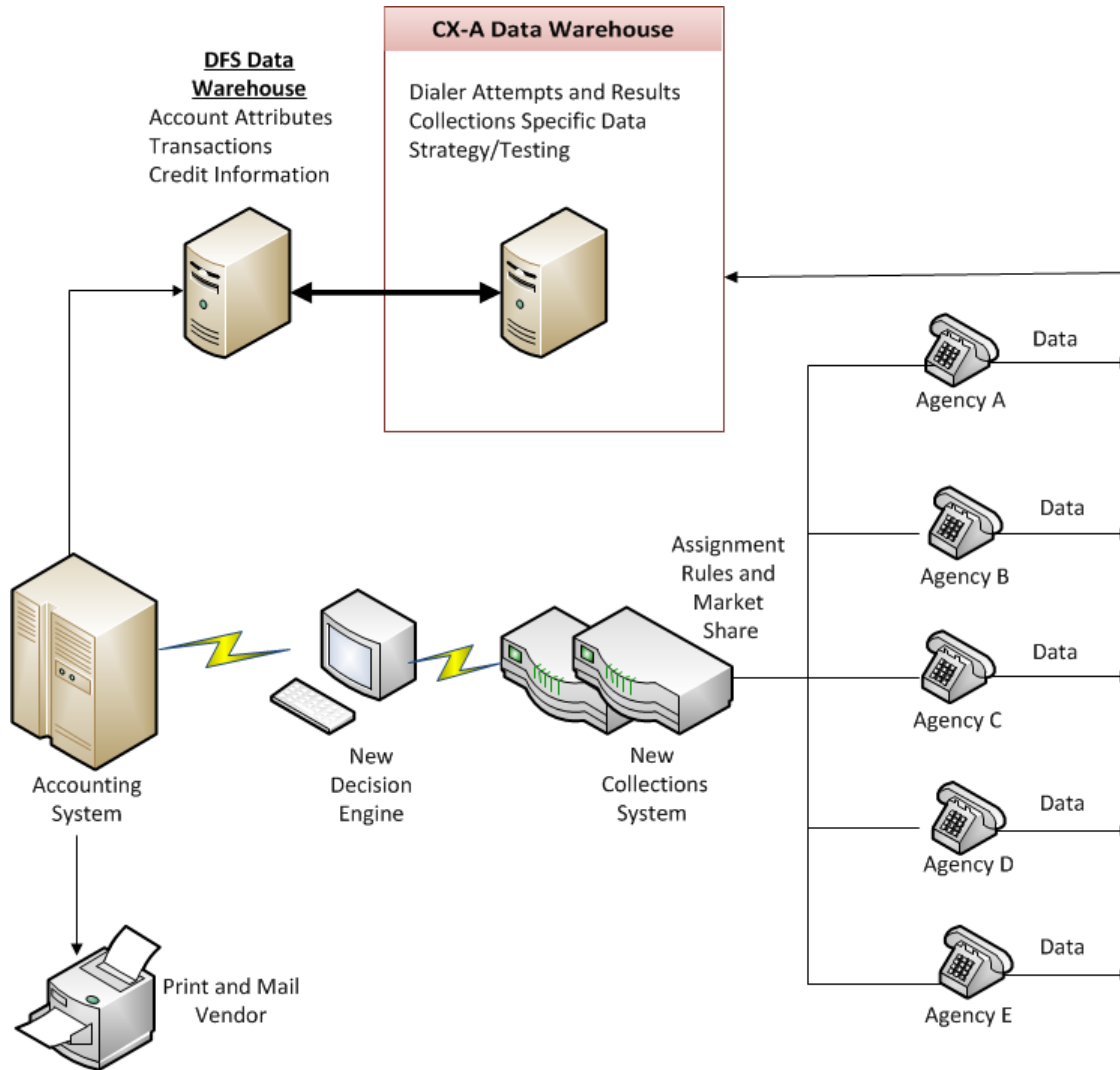 CX-A Data Warehouse
DFS Data
Warehouse
Account Attributes
Transactions
Credit Information
Dialer Attempts and Results
Collections Specific Data
Strategy/Testing
Data
Agency A
Data
Agency B
Assignment
Rules and
Market
Share
Data
Agency C
Accounting
System
New
Decision
Engine
New
Collections
System
Data
Agency D
Data
Agency E
Print and Mail
Vendor